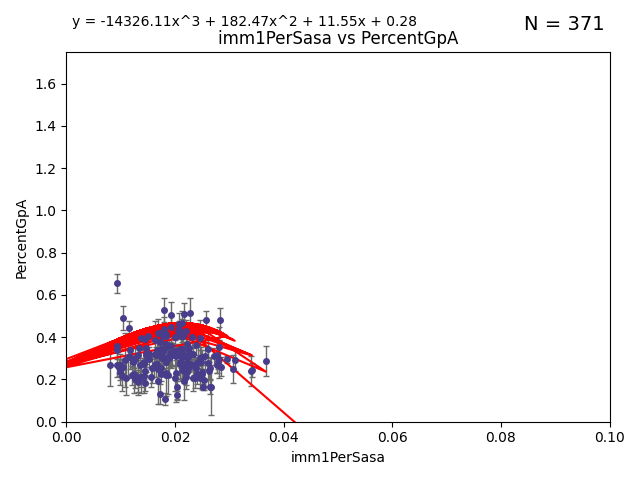 y = -14326.11x^3 + 182.47x^2 + 11.55x + 0.28
N = 371
imm1PerSasa vs PercentGpA
PercentGpA
1.6
1.4
1.2
1.0
0.8
0.6
0.4
0.2
0.0
0.00 0.02 0.04 0.06 0.08 0.10
imm1PerSasa